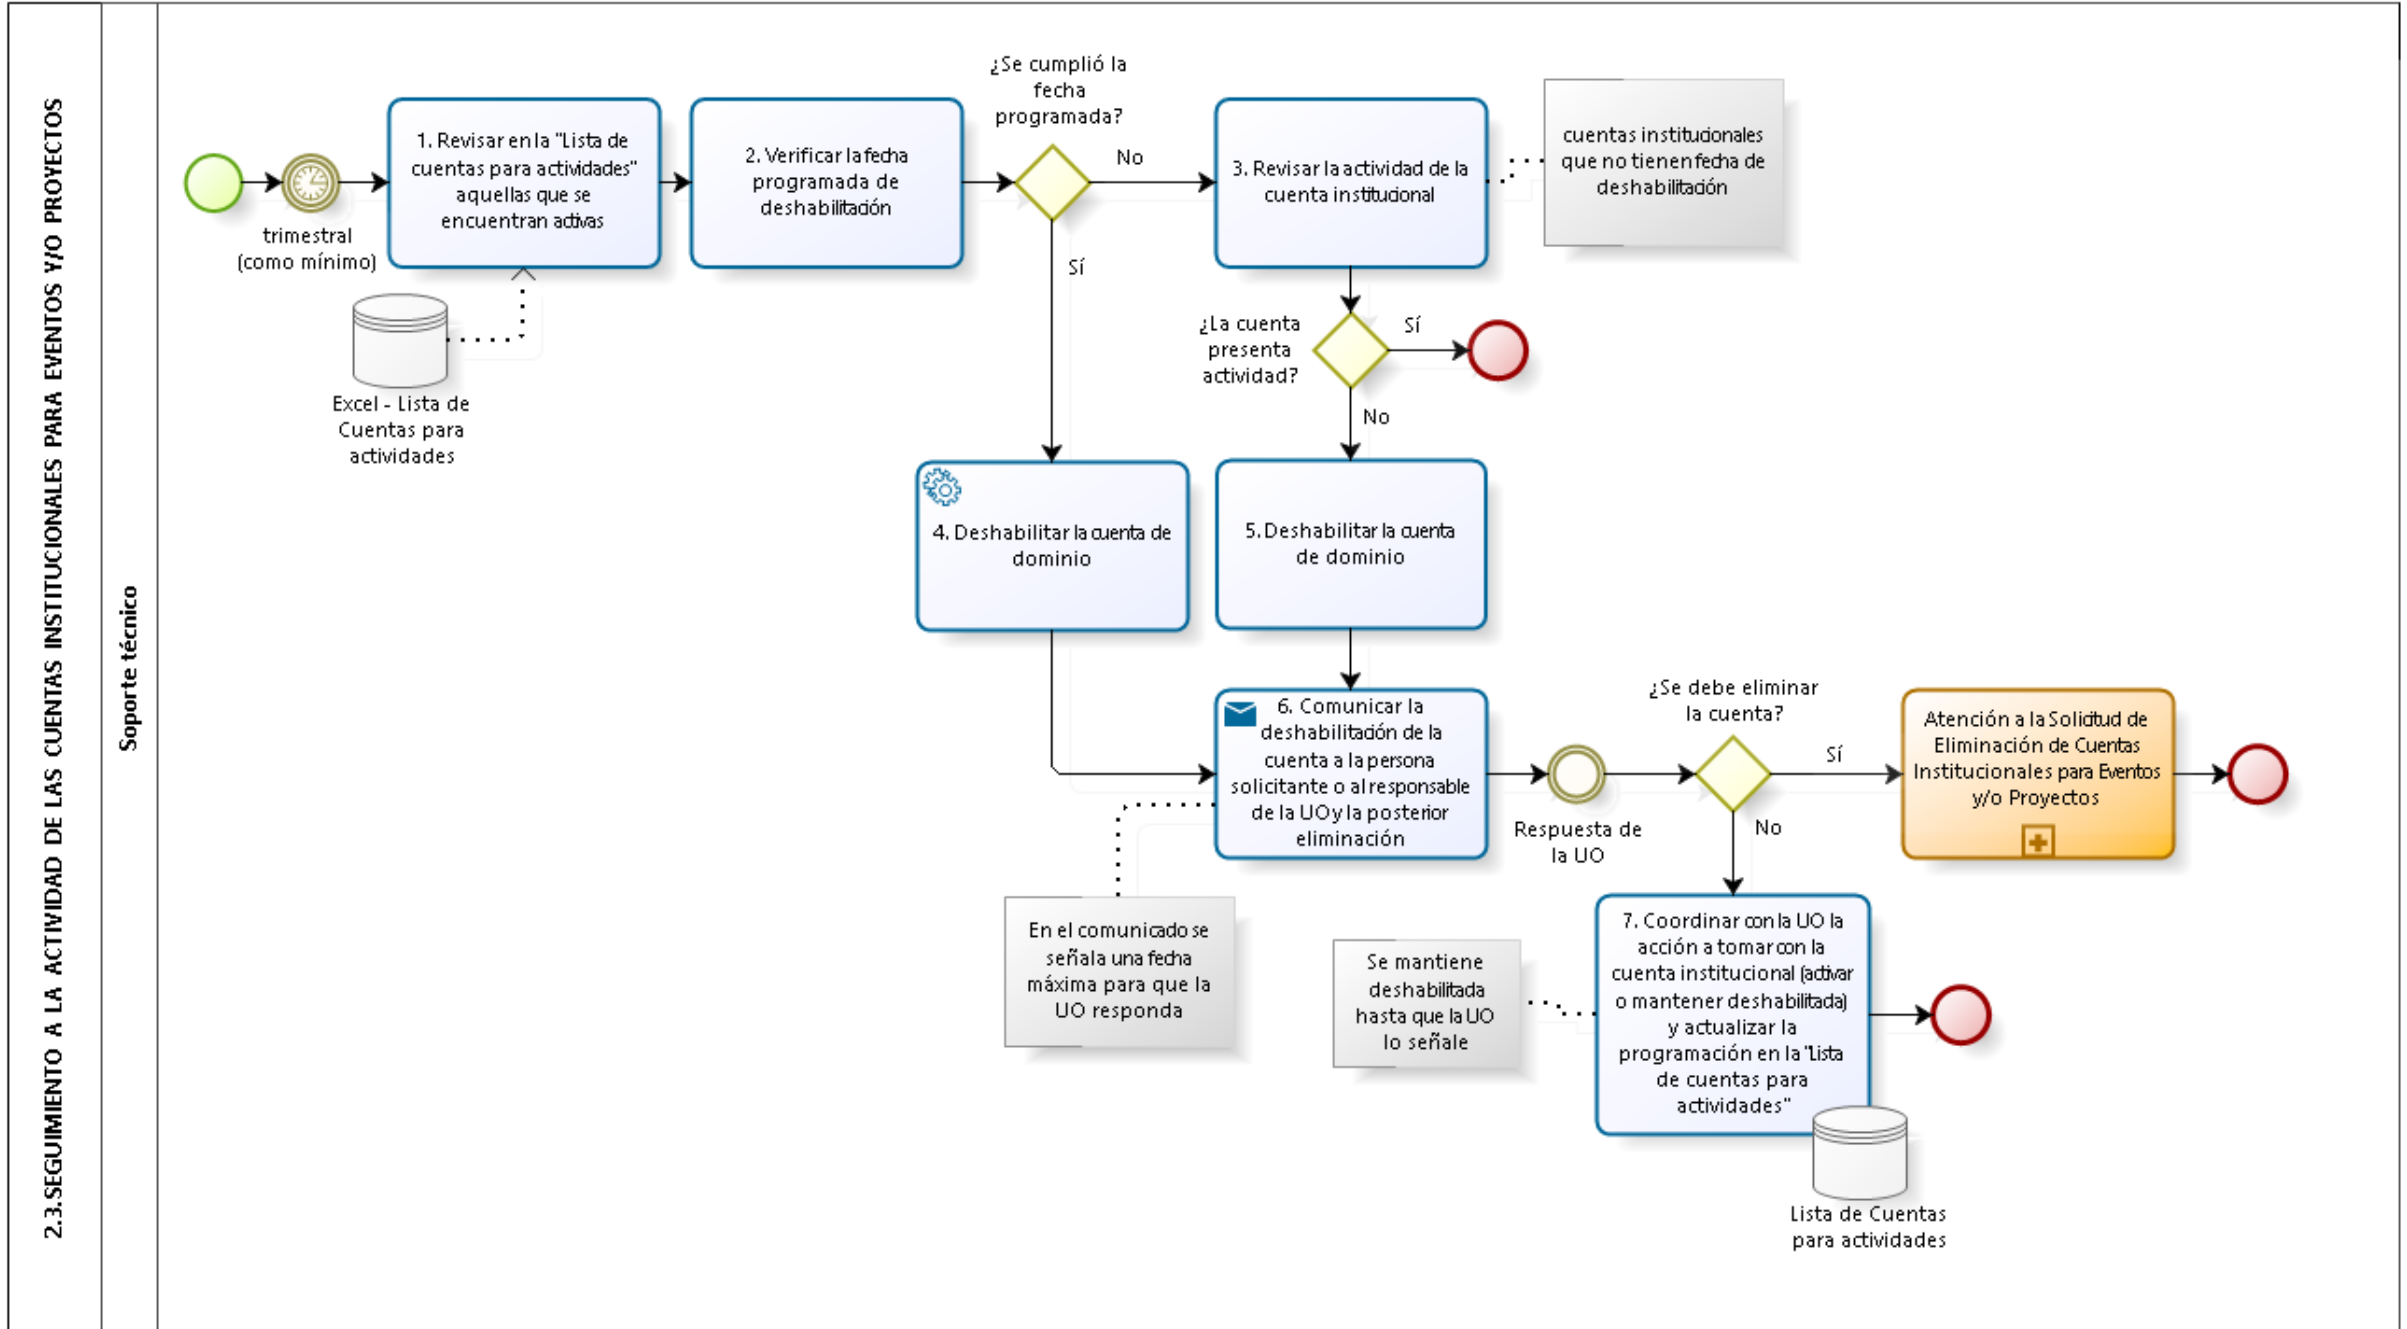 2.3.SEGUIMIENTO A LA ACTIVIDAD DE LAS CUENTAS INSTITUCIONALES PARA EVENTOS Y/O PROYECTOS
Soporte técnico
trimestral
(como mínimo)
1. Revisar en la "Lista de
cuentas para actividades"
aquellas que se
encuentran activas
Excel - Lista de
Cuentas para
actividades
2. Verificar la fecha
programada de
deshabilitación
¿Se cumplió la
fecha
programada?
No
Sí
3. Revisar la actividad de la
cuenta institucional
cuentas institucionales
que no tienen fecha de
deshabilitación
¿La cuenta
presenta
actividad?
Sí
No
4. Deshabilitar la cuenta de
dominio
5. Deshabilitar la cuenta
de dominio
6. Comunicar la
deshabilitación de la
cuenta a la persona
solicitante o al responsable
de la UO y la posterior
eliminación
En el comunicado se
señala una fecha
máxima para que la
UO responda
Respuesta de
la UO
¿Se debe eliminar
la cuenta?
Sí
No
Atención a la Solicitud de
Eliminación de Cuentas
Institucionales para Eventos
y/o Proyectos
7. Coordinar con la UO la
acción a tomar con la
cuenta institucional (activar
o mantener deshabilitada)
y actualizar la
programación en la "Lista
de cuentas para
actividades"
Se mantiene
deshabilitada
hasta que la UO
lo señale
Lista de Cuentas
para actividades